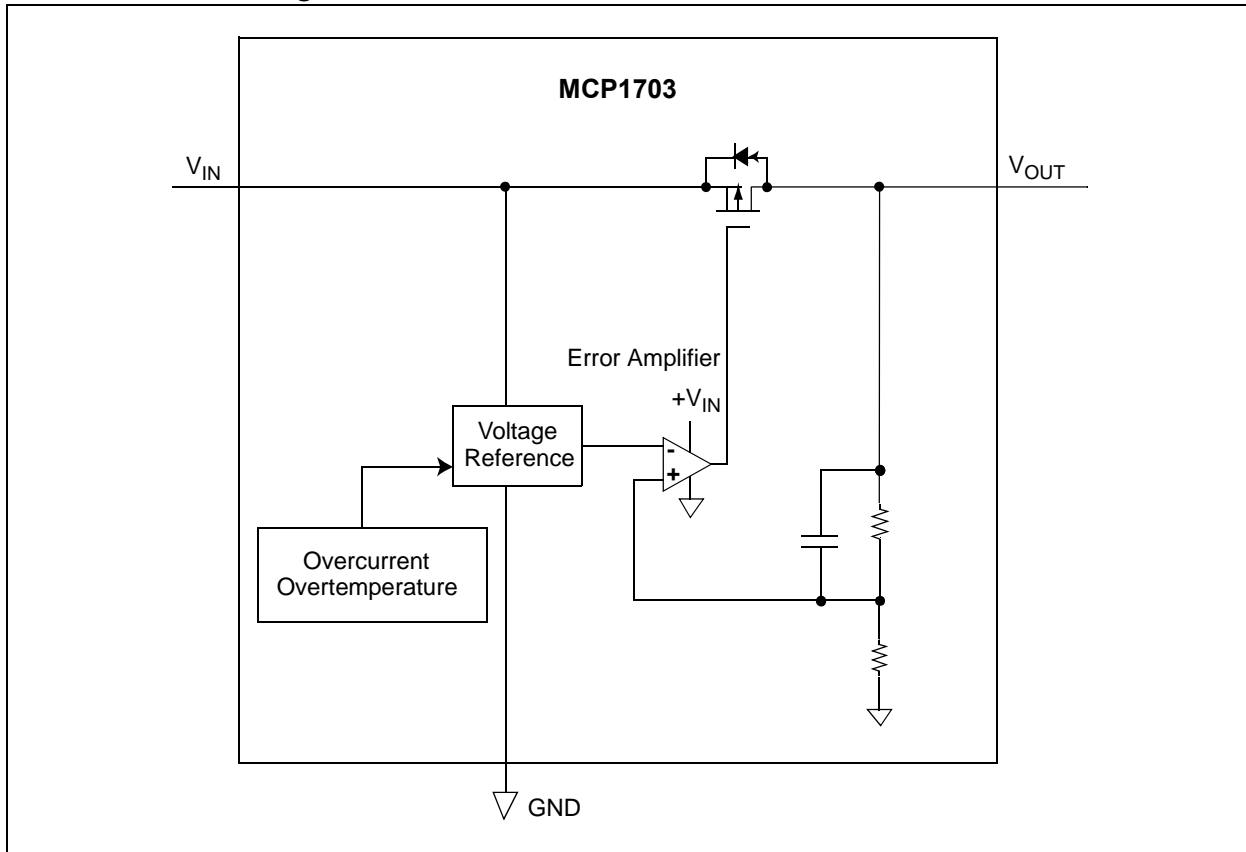 MCP1703
VIN
VOUT
Error Amplifier
+VIN
Voltage
Reference
-
+
Overcurrent
Overtemperature
GND